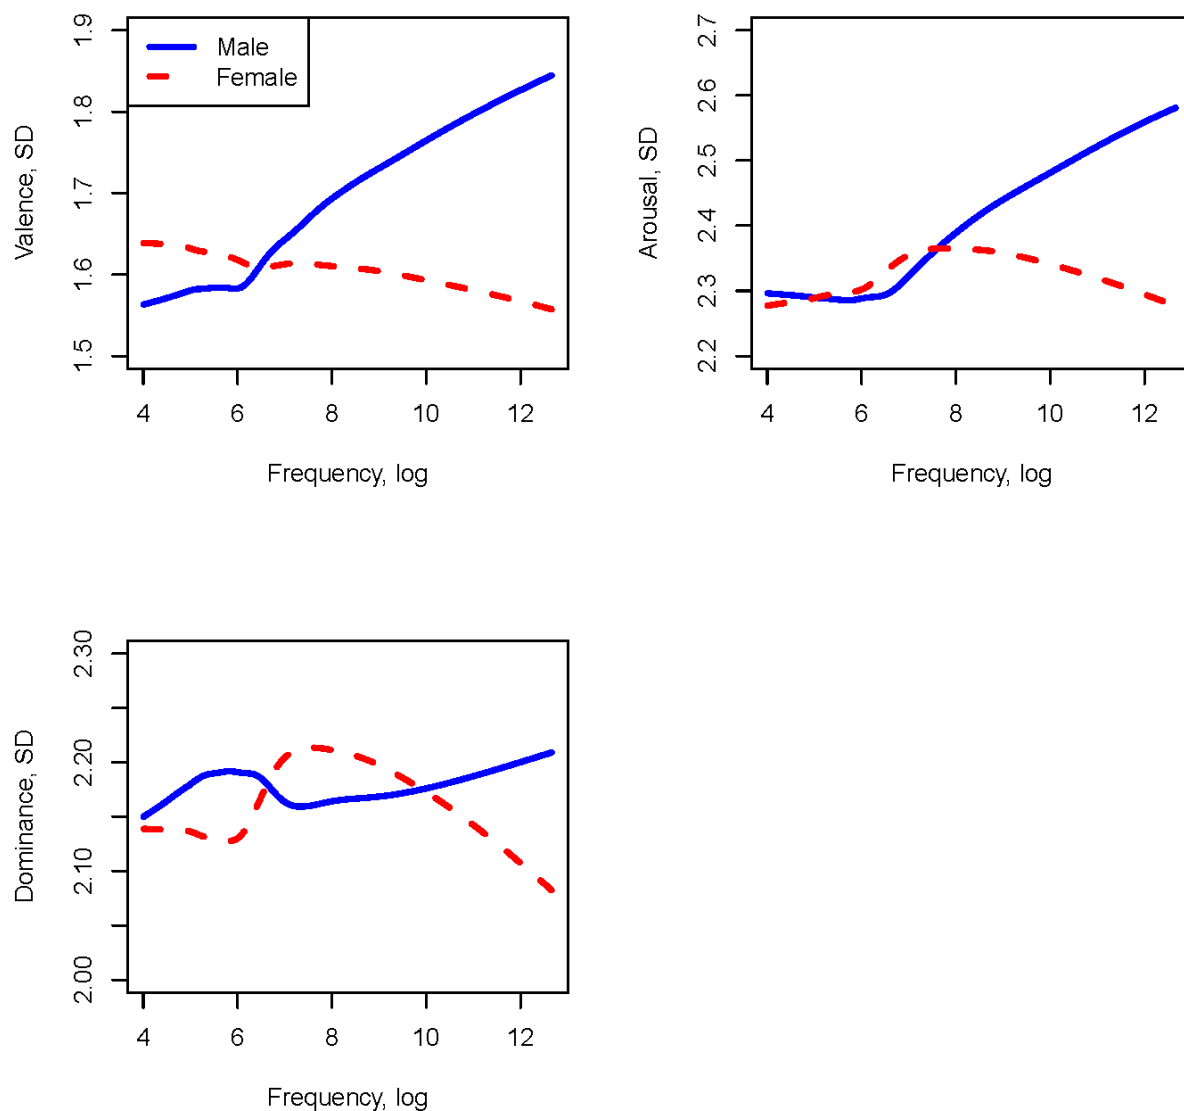 Male
Female
Valence, SD
1.9
1.8
1.7
1.6
1.5
4 6 8 10 12
Frequency, log
Arousal, SD
2.7
2.6
2.5
2.4
2.3
2.2
4 6 8 10 12
Frequency, log
Dominance, SD
2.30
2.20
2.10
2.00
4 6 8 10 12
Frequency, log